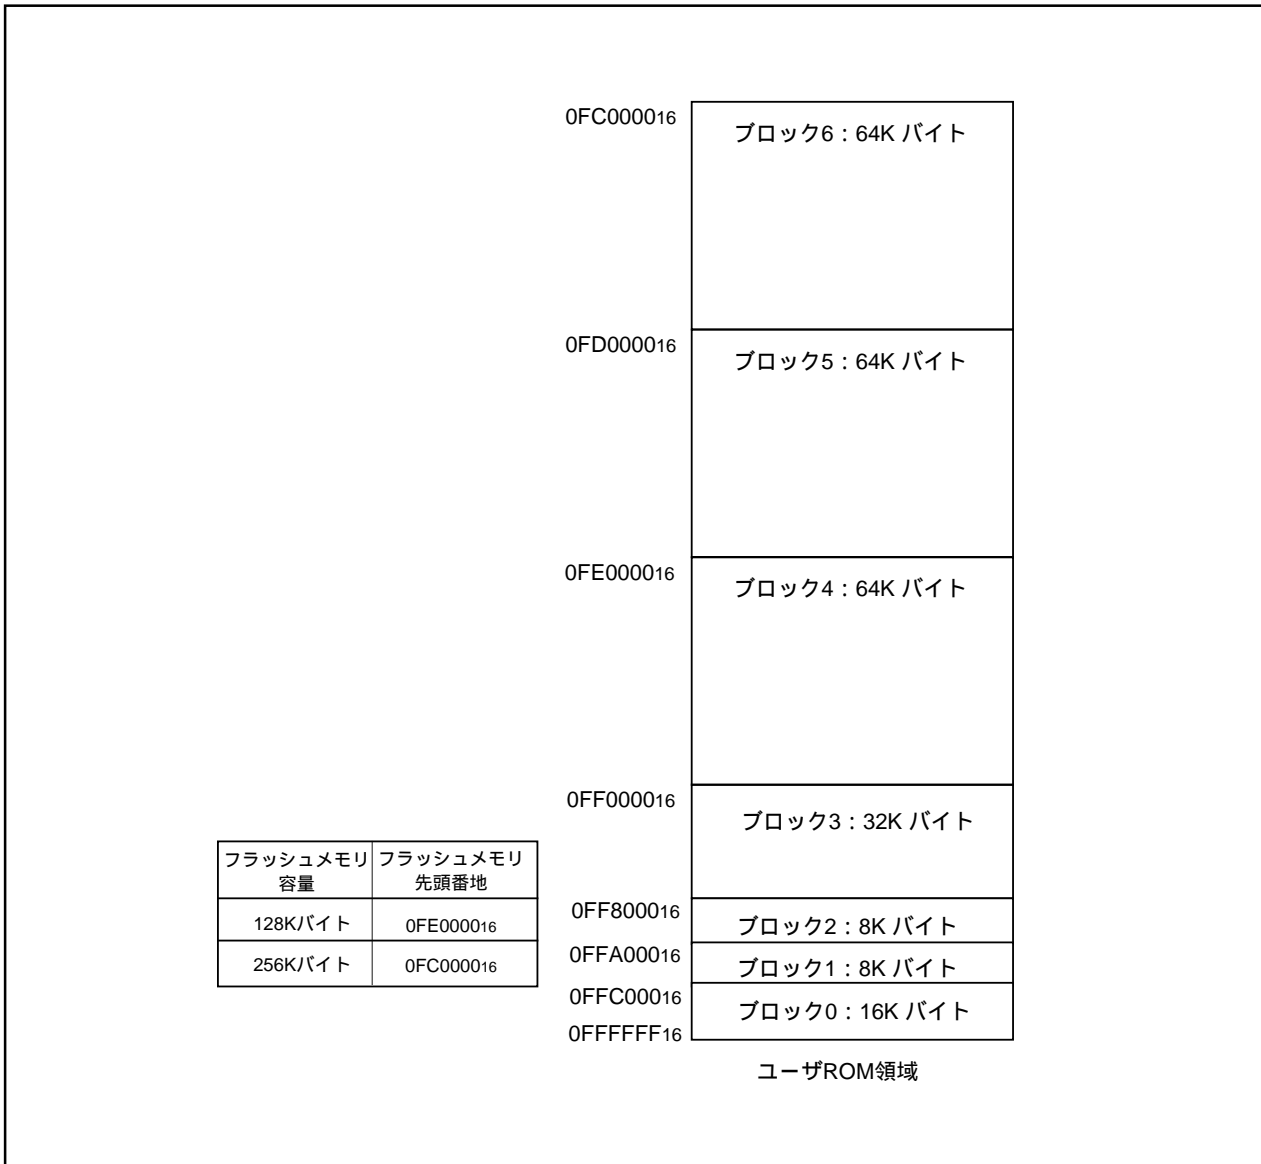 0FC000016
ブロック6：64K バイト
0FD000016
ブロック5：64K バイト
0FE000016
ブロック4：64K バイト
0FF000016
ブロック3：32K バイト
フラッシュメモリ
容量
フラッシュメモリ
先頭番地
128Kバイト 0FE000016
256Kバイト 0FC000016
0FF800016
ブロック2：8K バイト
0FFA00016
ブロック1：8K バイト
0FFC00016
ブロック0：16K バイト
0FFFFFF16
ユーザROM領域